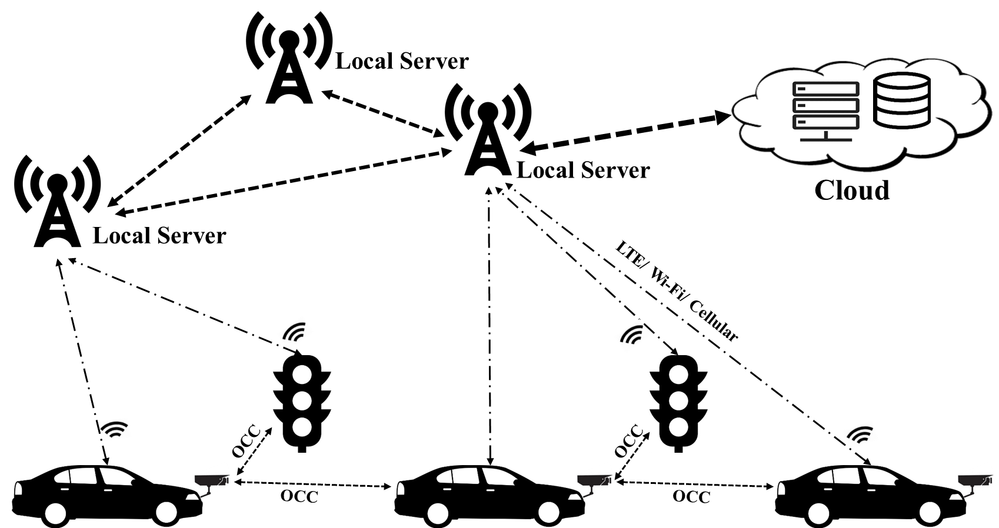 Local Server
Local Server
Cloud
Local Server
LTE/ Wi-Fi/ Cellular
OCC
OCC
OCC
OCC